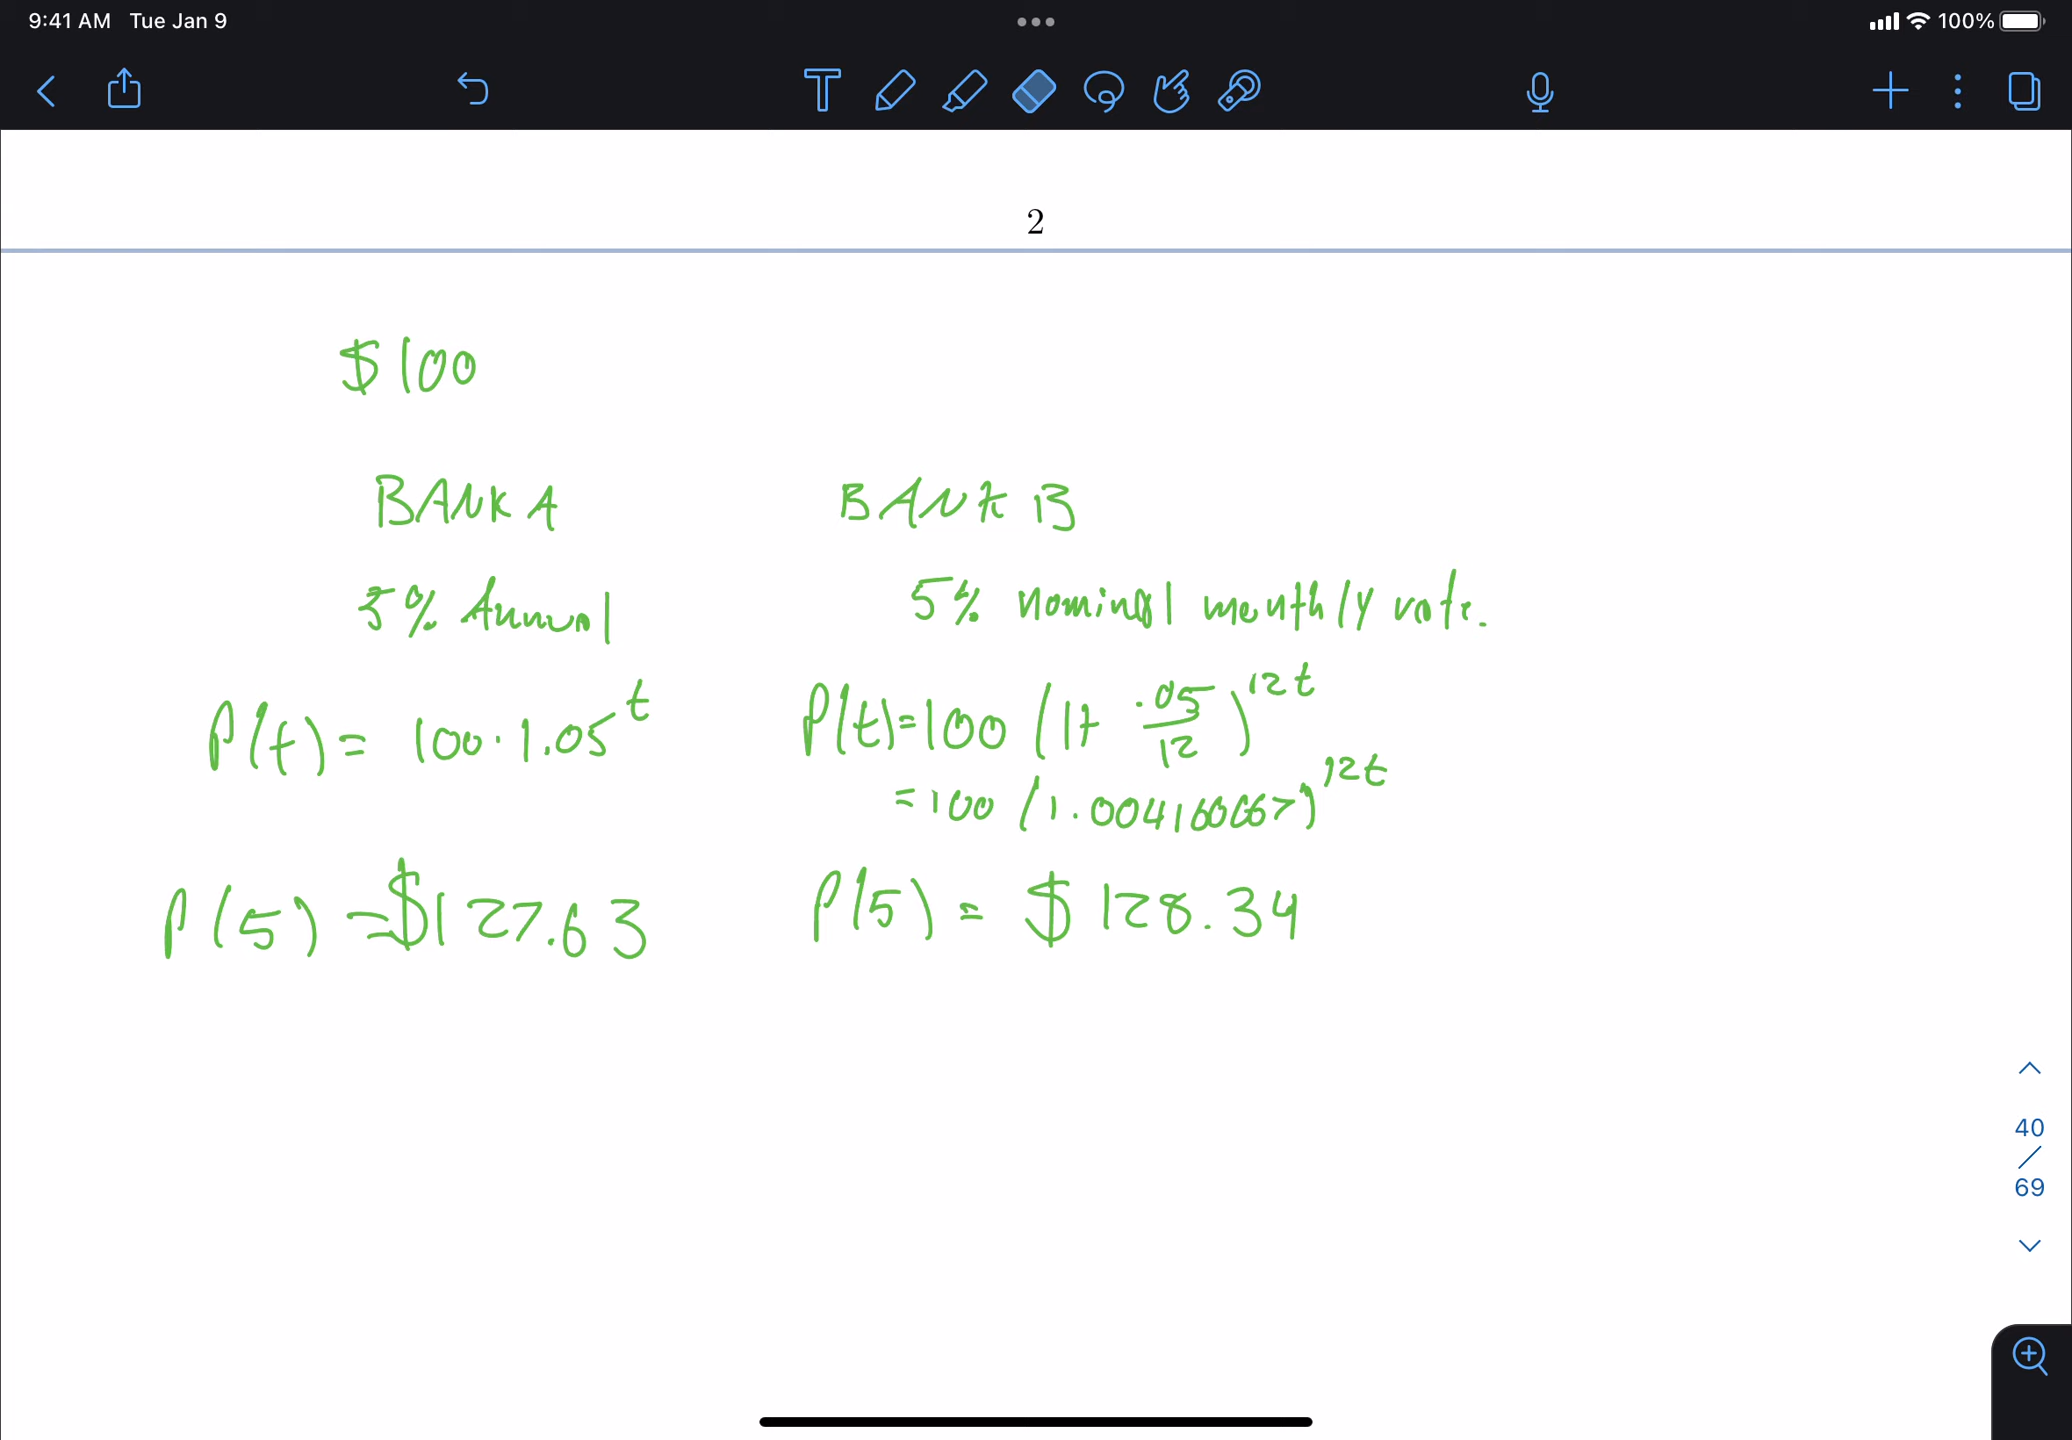 9:41 AM Tue Jan 9
100%
2
$100
BANK A
BANK B
5% Annual
5% nominal monthly rate.
P(t) = 100 · 1.05^t
P(t) = 100 (1 + .05/12)^12t
= 100 (1.004166667)^12t
P(5) = $127.63
P(5) = $128.34
40
/
69